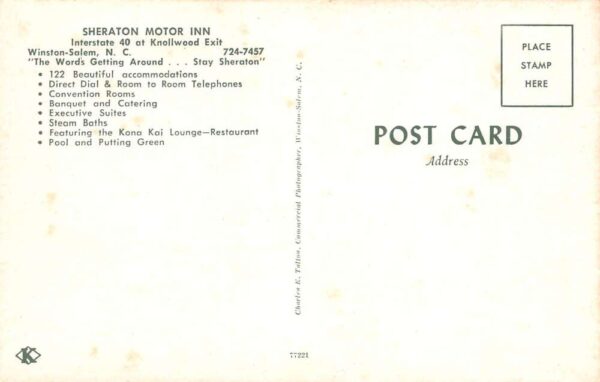 SHERATON MOTOR INN
Interstate 40 at Knollwood Exit
Winston-Salem, N. C. 724-7457
"The Word's Getting Around . . . Stay Sheraton"
• 122 Beautiful accommodations
• Direct Dial & Room to Room Telephones
• Convention Rooms
• Banquet and Catering
• Executive Suites
• Steam Baths
• Featuring the Kona Kai Lounge—Restaurant
• Pool and Putting Green
Charles E. Tutton, Commercial Photographer, Winston-Salem, N. C.
PLACE
STAMP
HERE
POST CARD
Address
K
77221